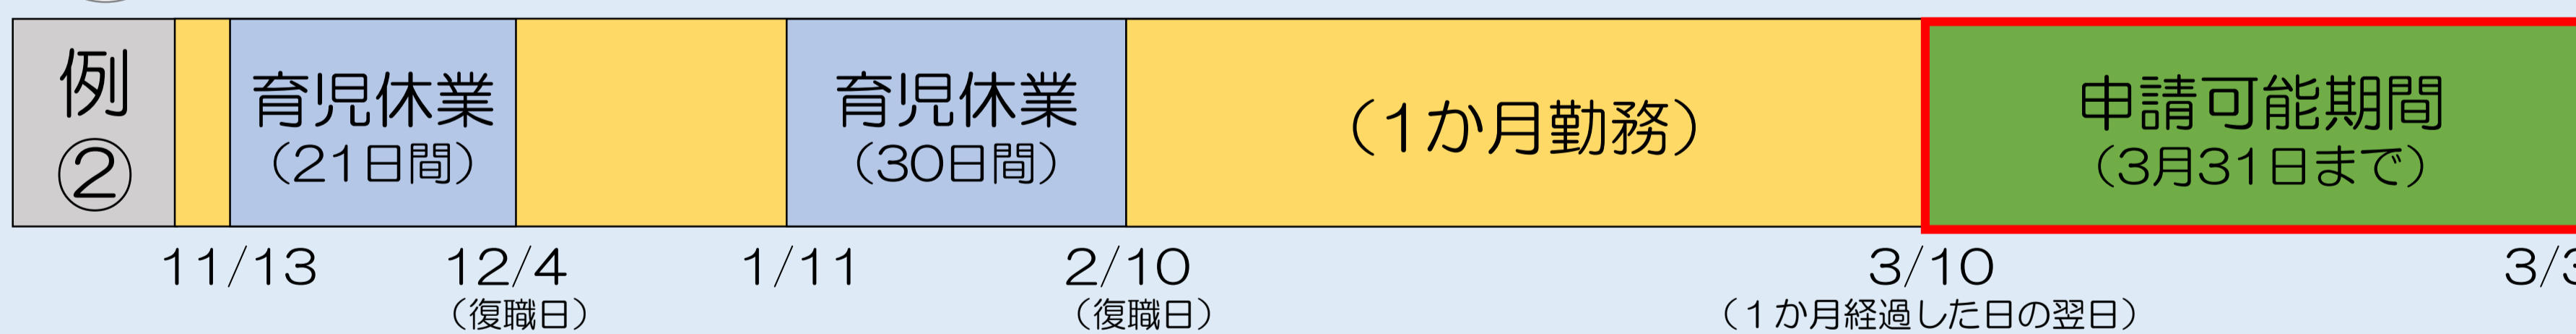 例
②
育児休業
（21日間）
育児休業
（30日間）
（1か月勤務）
申請可能期間
（3月31日まで）
11/13
12/4
（復職日）
1/11
2/10
（復職日）
3/10
（1か月経過した日の翌日）